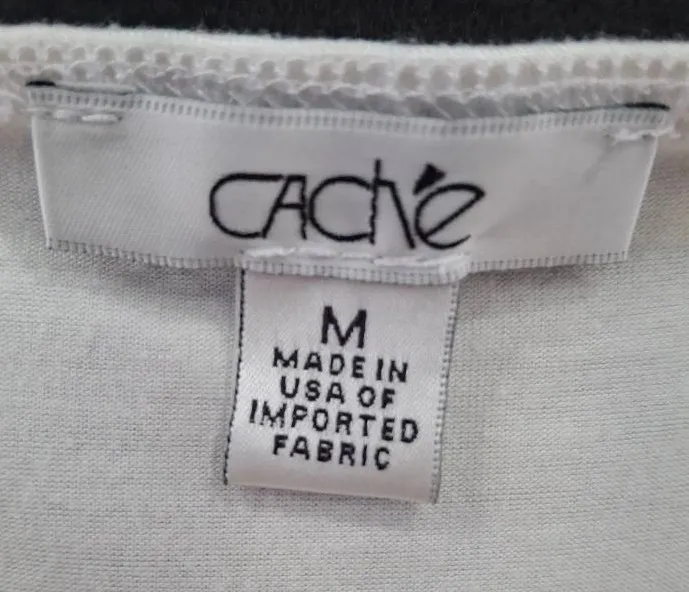 CACHÉ
M
MADE IN
USA OF
IMPORTED
FABRIC